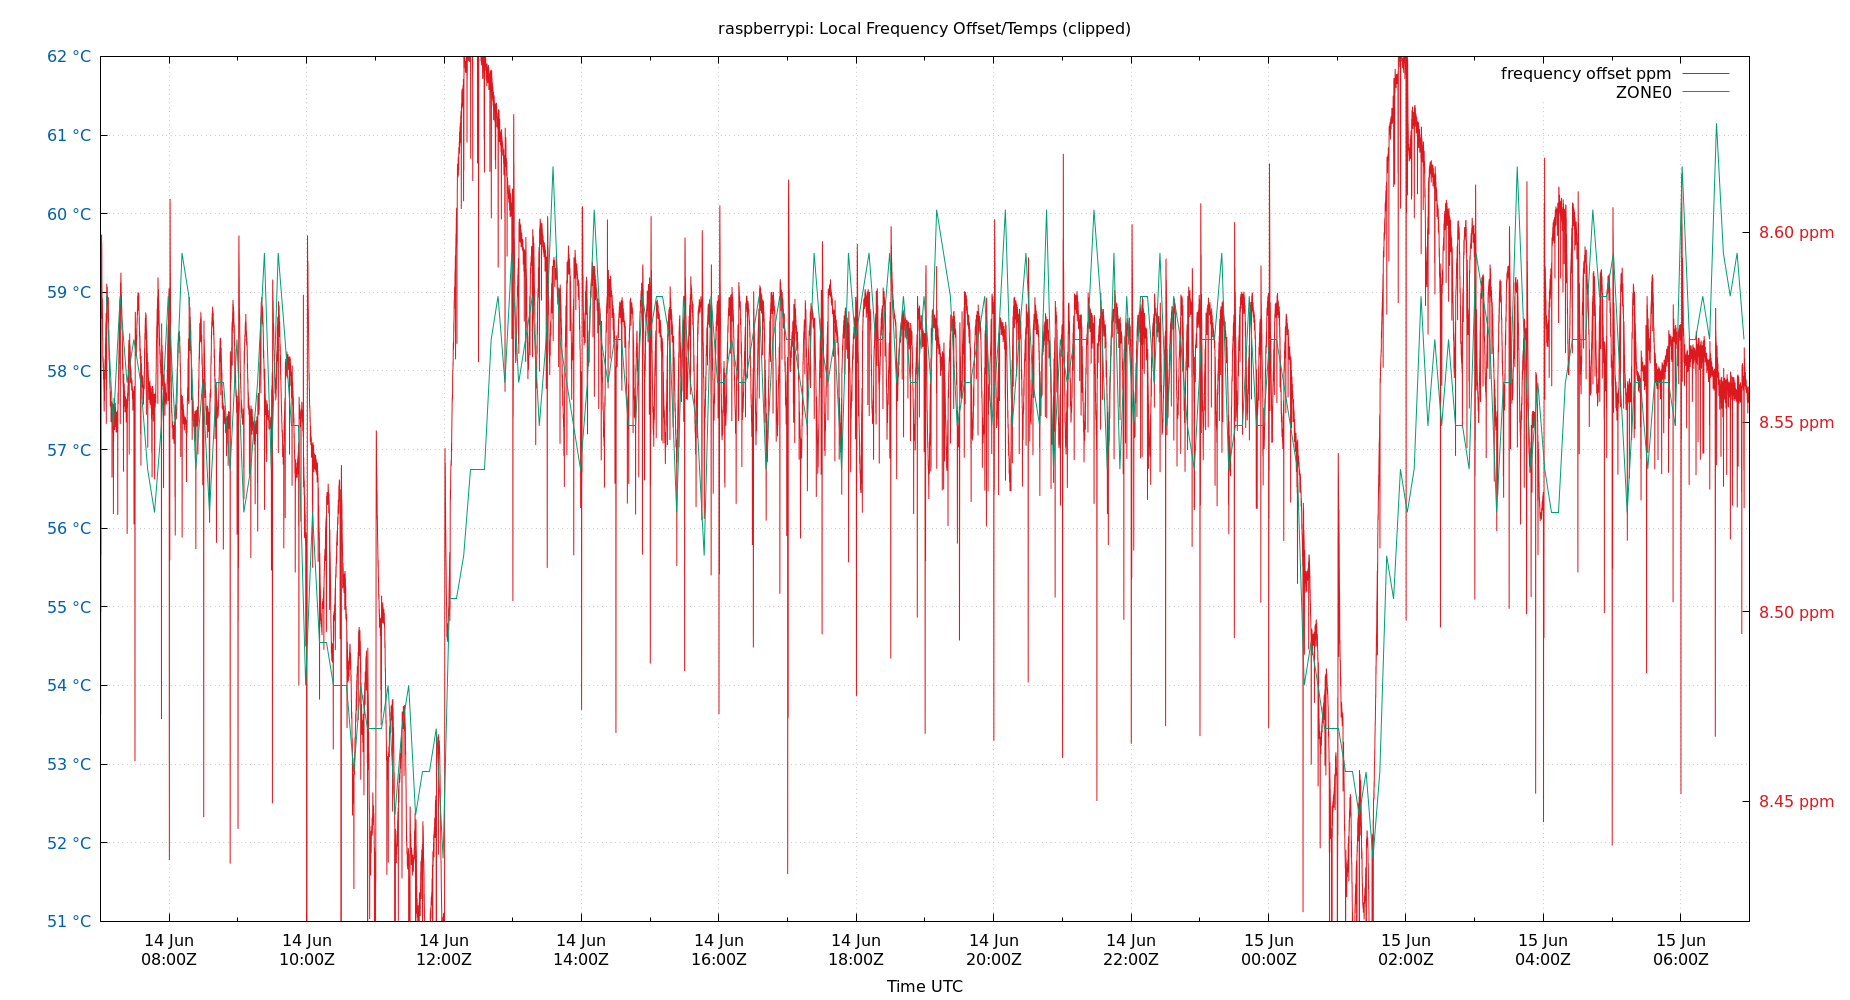 raspberrypi: Local Frequency Offset/Temps (clipped)
frequency offset ppm
ZONE0
62 °C
61 °C
60 °C
59 °C
58 °C
57 °C
56 °C
55 °C
54 °C
53 °C
52 °C
51 °C
8.60 ppm
8.55 ppm
8.50 ppm
8.45 ppm
14 Jun 14 Jun 14 Jun 14 Jun 14 Jun 14 Jun 14 Jun 14 Jun 15 Jun 15 Jun 15 Jun 15 Jun
08:00Z 10:00Z 12:00Z 14:00Z 16:00Z 18:00Z 20:00Z 22:00Z 00:00Z 02:00Z 04:00Z 06:00Z
Time UTC